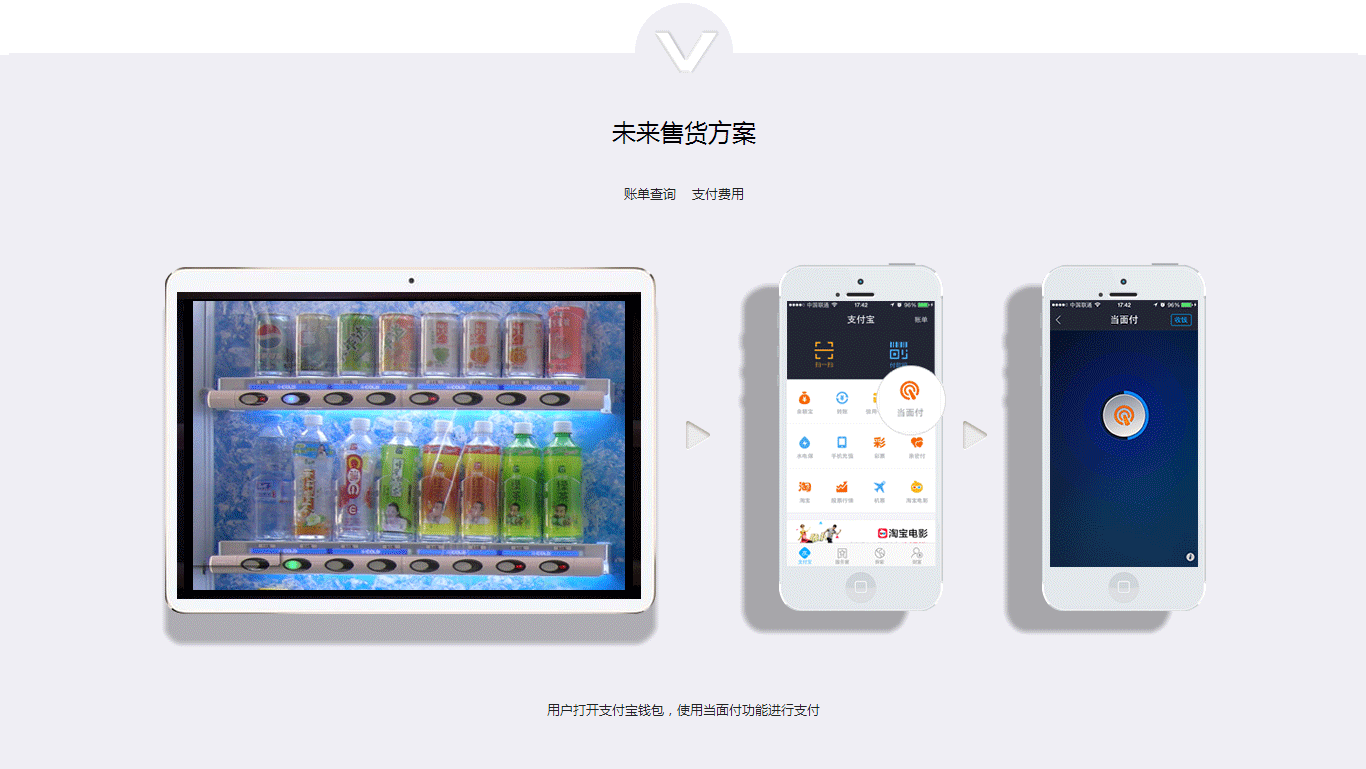 未来售货方案
账单查询 支付费用
中国联通 17:42 96%
支付宝 账单
扫一扫 付款码
当面付
余额宝 转账
水电煤 手机充值 彩票 亲密付
淘宝 股票行情 机票 淘宝电影
淘宝电影
支付宝 服务窗 探索 财富
中国联通 17:42 96%
当面付 收钱
用户打开支付宝钱包，使用当面付功能进行支付